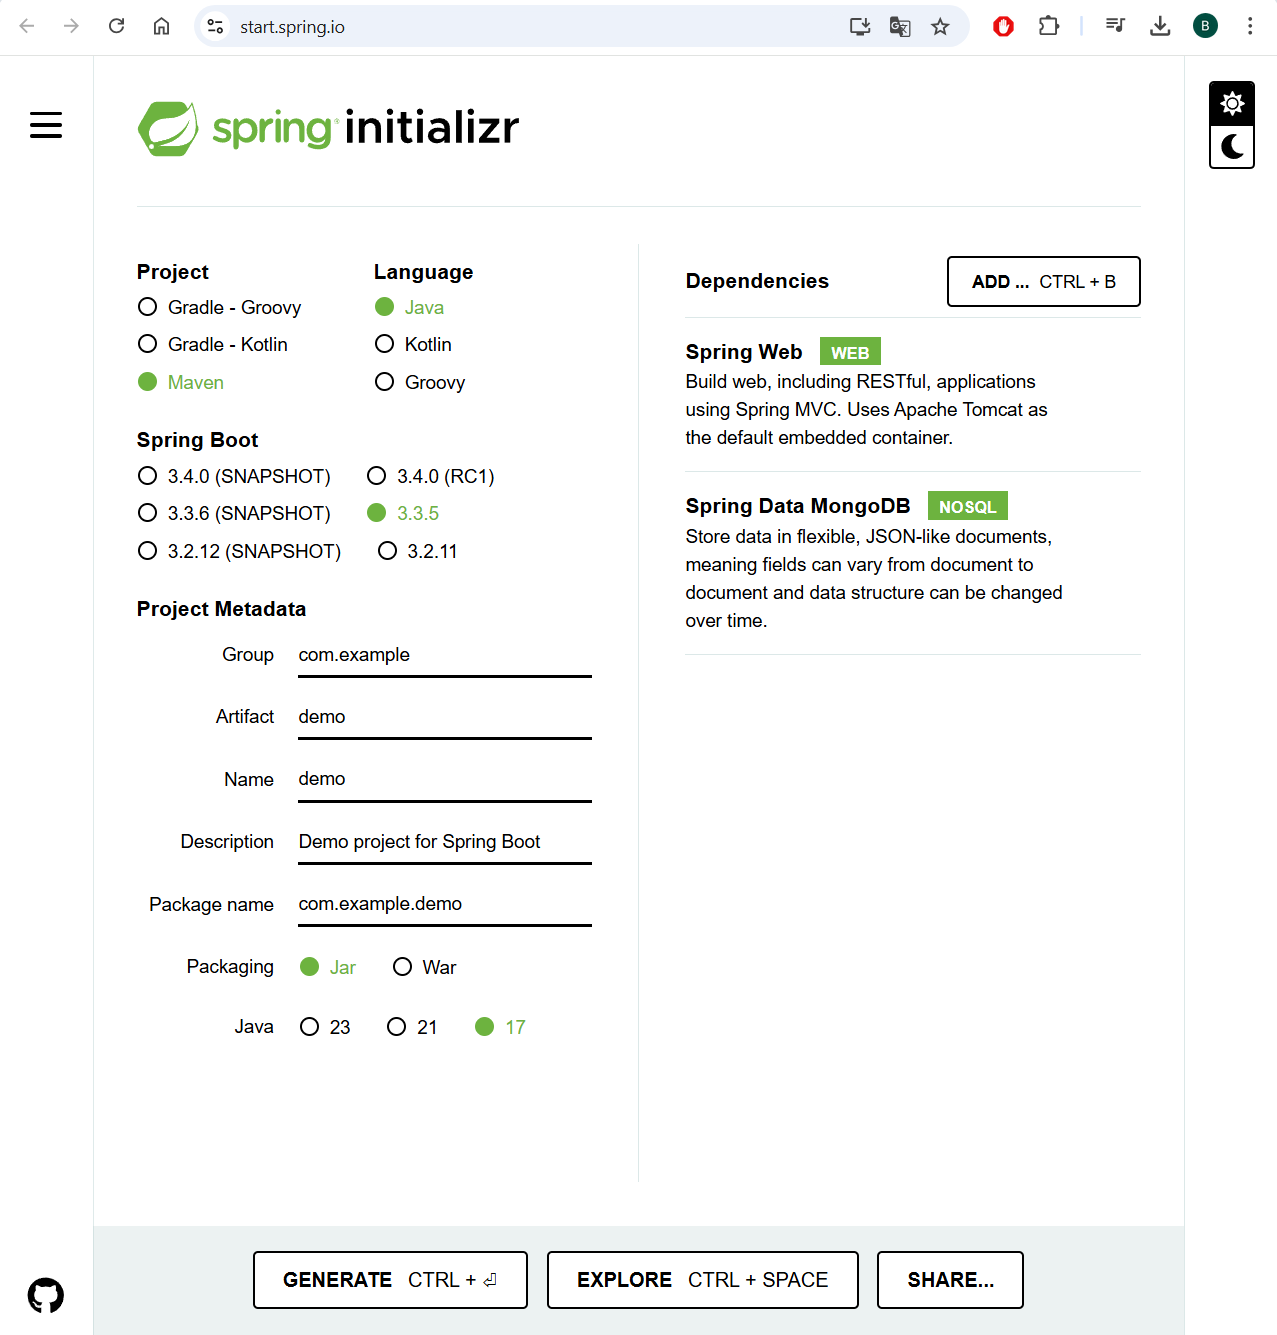 start.spring.io
B
spring initializr
Project
Gradle - Groovy
Gradle - Kotlin
Maven
Language
Java
Kotlin
Groovy
Spring Boot
3.4.0 (SNAPSHOT) 3.4.0 (RC1)
3.3.6 (SNAPSHOT) 3.3.5
3.2.12 (SNAPSHOT) 3.2.11
Project Metadata
Group com.example
Artifact demo
Name demo
Description Demo project for Spring Boot
Package name com.example.demo
Packaging Jar War
Java 23 21 17
Dependencies ADD ... CTRL + B
Spring Web WEB
Build web, including RESTful, applications
using Spring MVC. Uses Apache Tomcat as
the default embedded container.
Spring Data MongoDB NOSQL
Store data in flexible, JSON-like documents,
meaning fields can vary from document to
document and data structure can be changed
over time.
GENERATE CTRL + ⏎ EXPLORE CTRL + SPACE SHARE...